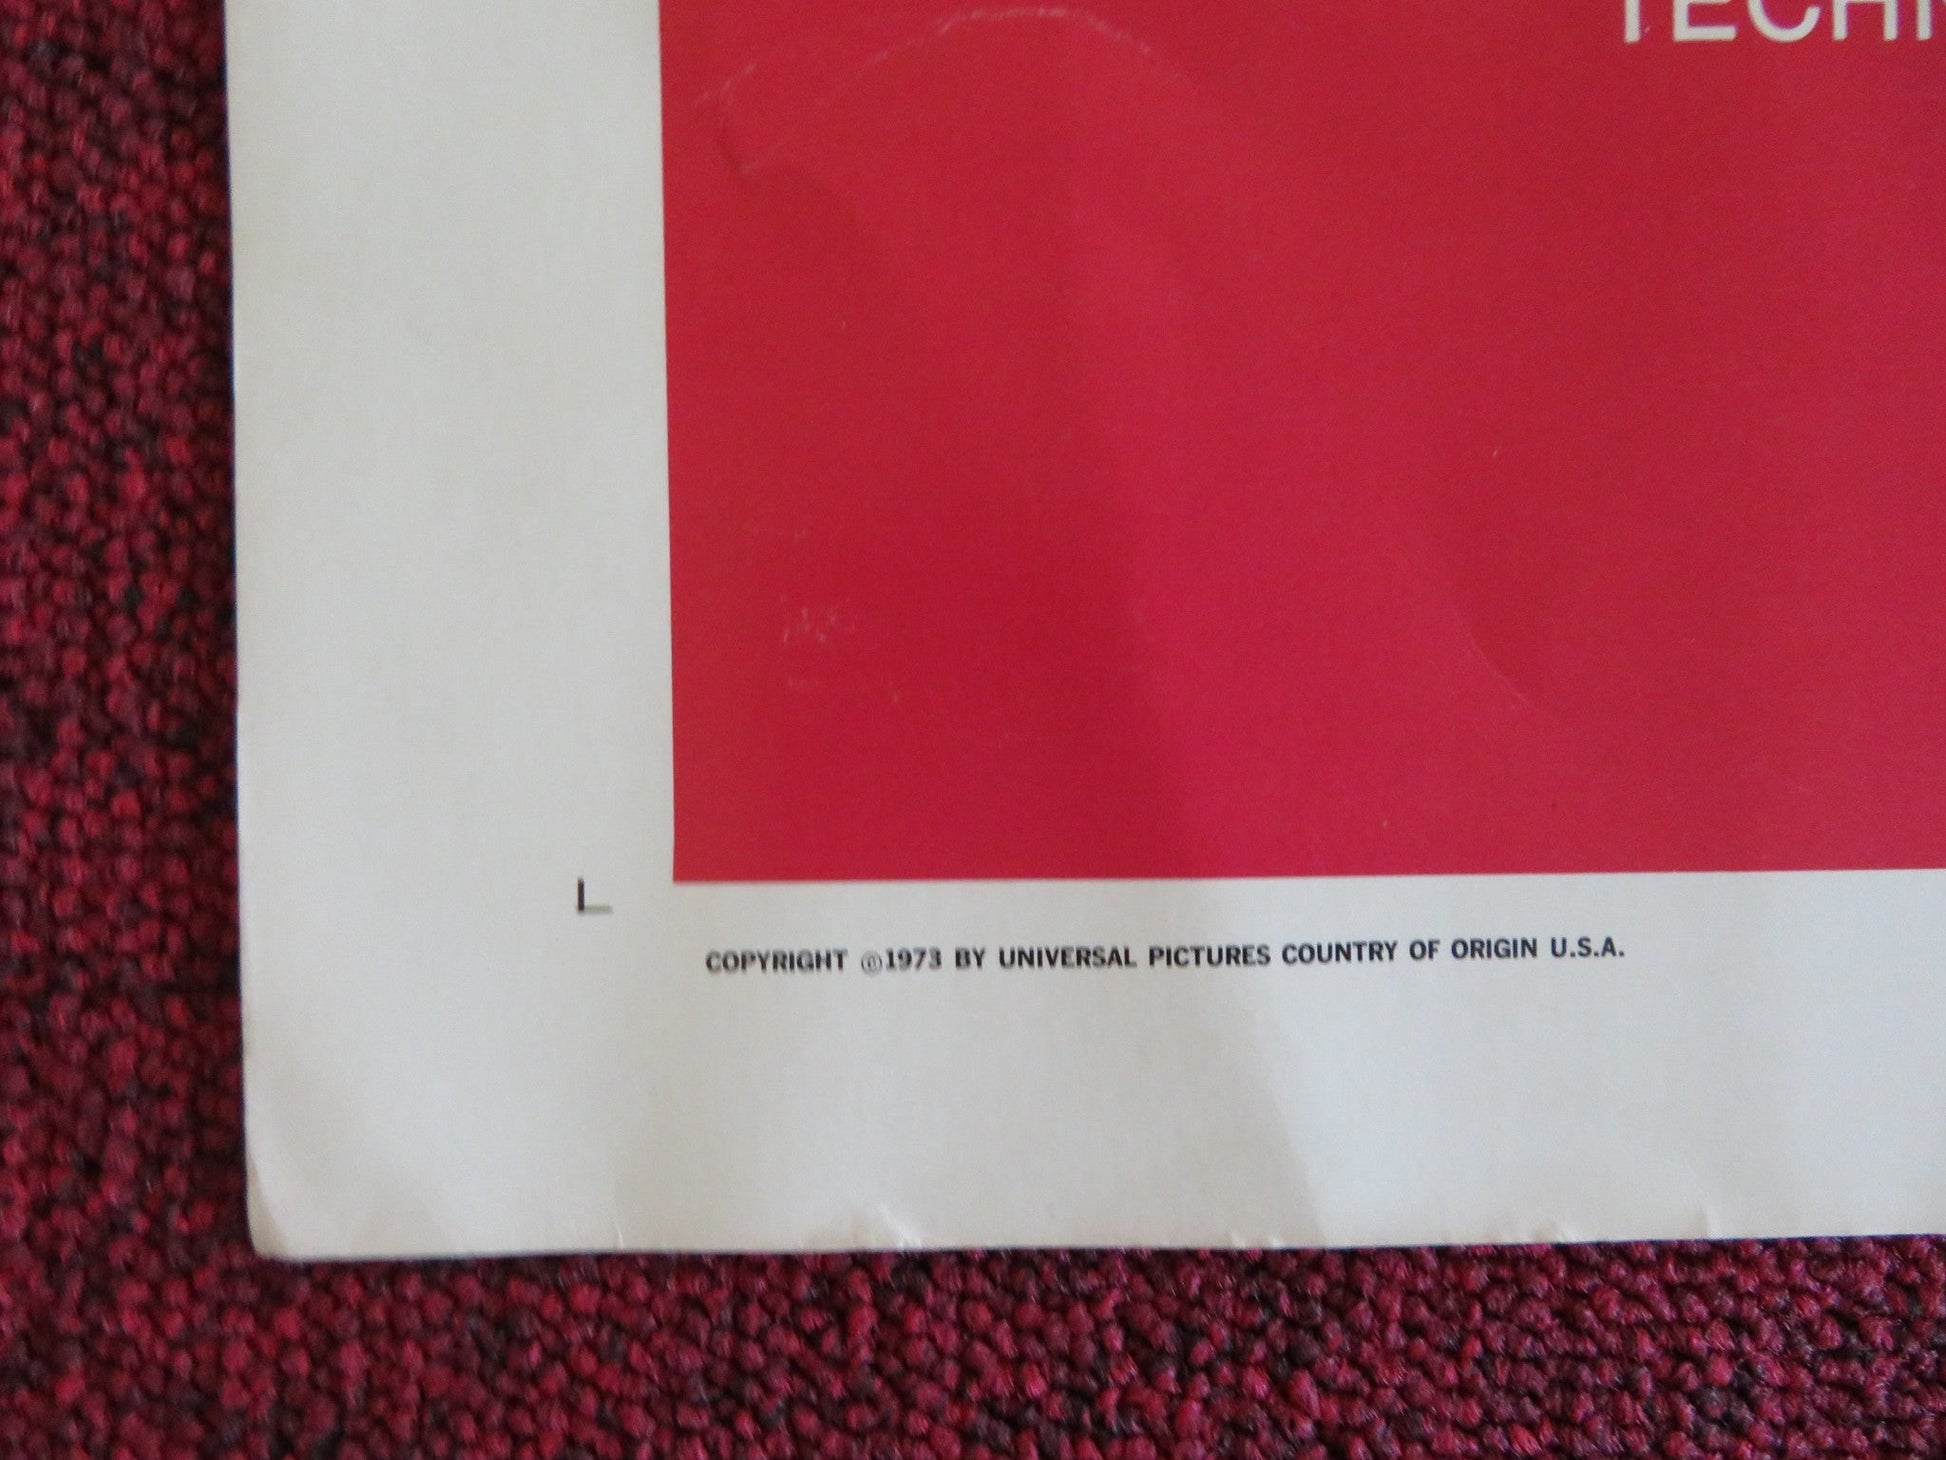 TECHN
COPYRIGHT ©1973 BY UNIVERSAL PICTURES COUNTRY OF ORIGIN U.S.A.